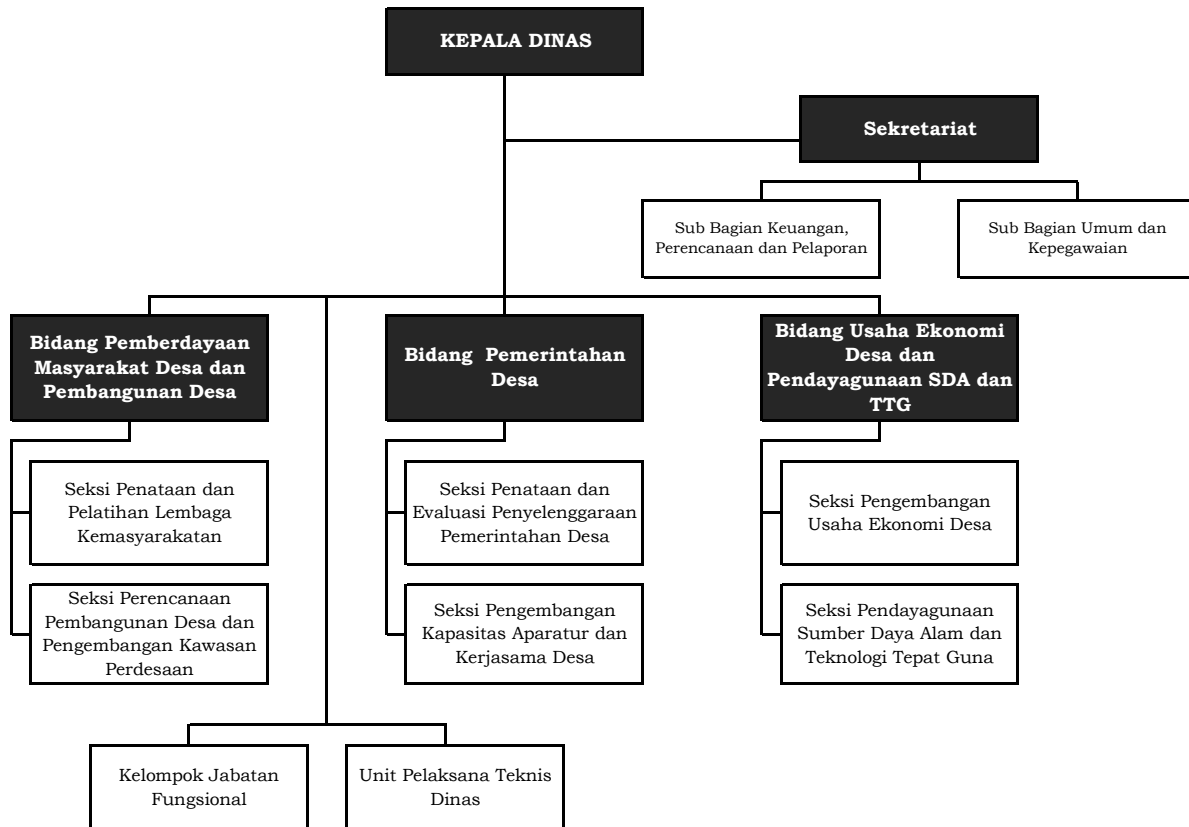 KEPALA DINAS
Sekretariat
Sub Bagian Keuangan,
Perencanaan dan Pelaporan
Sub Bagian Umum dan
Kepegawaian
Bidang Pemberdayaan
Masyarakat Desa dan
Pembangunan Desa
Bidang Pemerintahan
Desa
Bidang Usaha Ekonomi
Desa dan
Pendayagunaan SDA dan
TTG
Seksi Penataan dan
Pelatihan Lembaga
Kemasyarakatan
Seksi Penataan dan
Evaluasi Penyelenggaraan
Pemerintahan Desa
Seksi Pengembangan
Usaha Ekonomi Desa
Seksi Perencanaan
Pembangunan Desa dan
Pengembangan Kawasan
Perdesaan
Seksi Pengembangan
Kapasitas Aparatur dan
Kerjasama Desa
Seksi Pendayagunaan
Sumber Daya Alam dan
Teknologi Tepat Guna
Kelompok Jabatan
Fungsional
Unit Pelaksana Teknis
Dinas